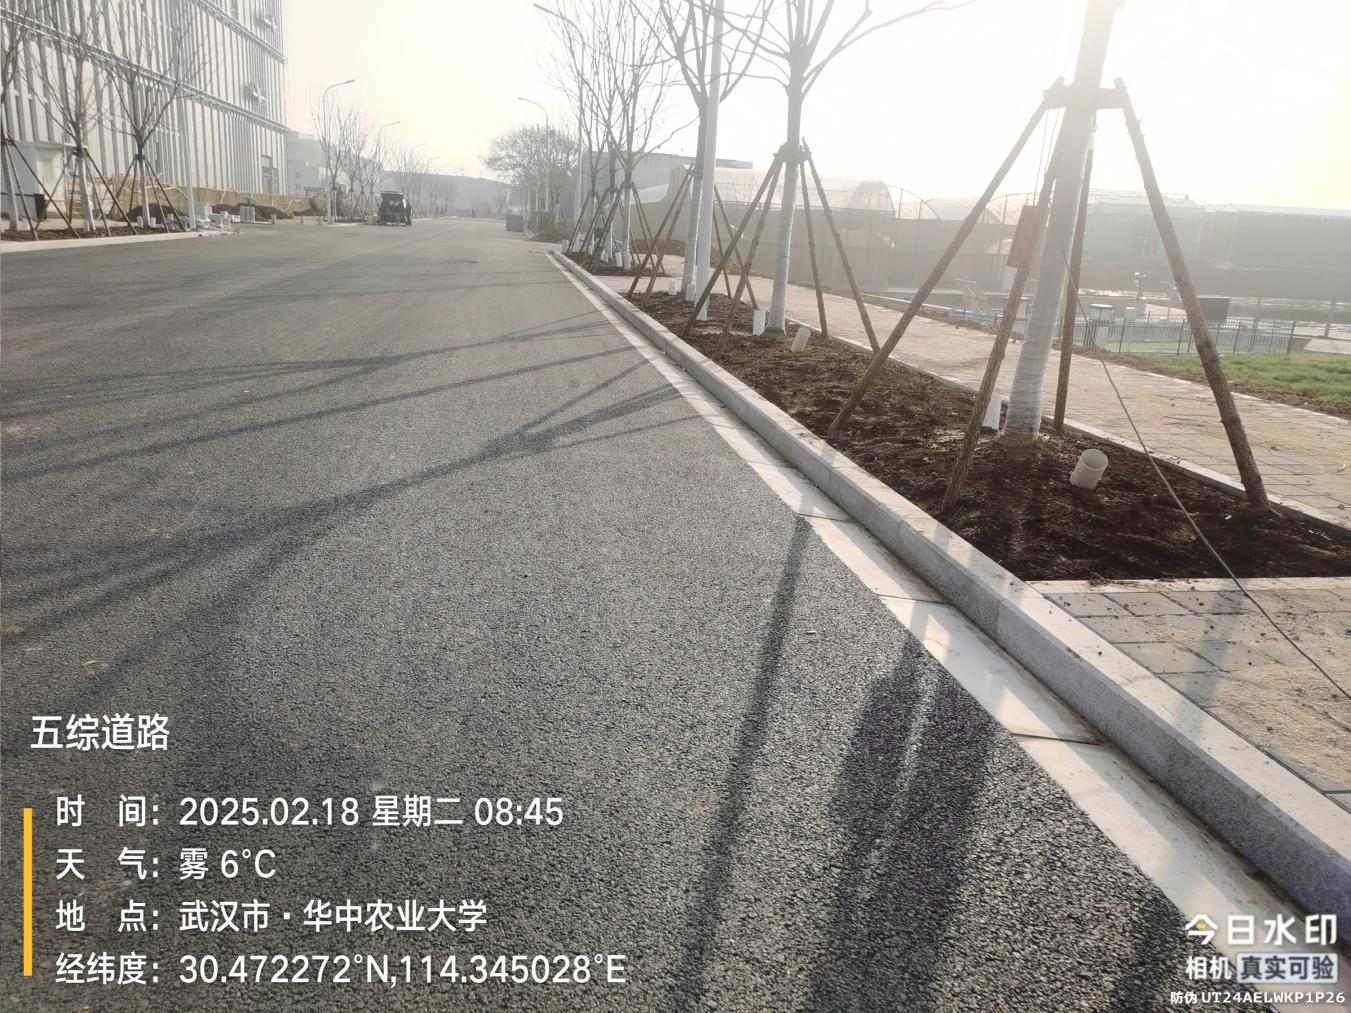 五综道路
时 间：2025.02.18 星期二 08:45
天 气：雾 6°C
地 点：武汉市·华中农业大学
经纬度：30.472272°N,114.345028°E
今日水印
相机 真实可验
防伪 UT24AELWKP1P26